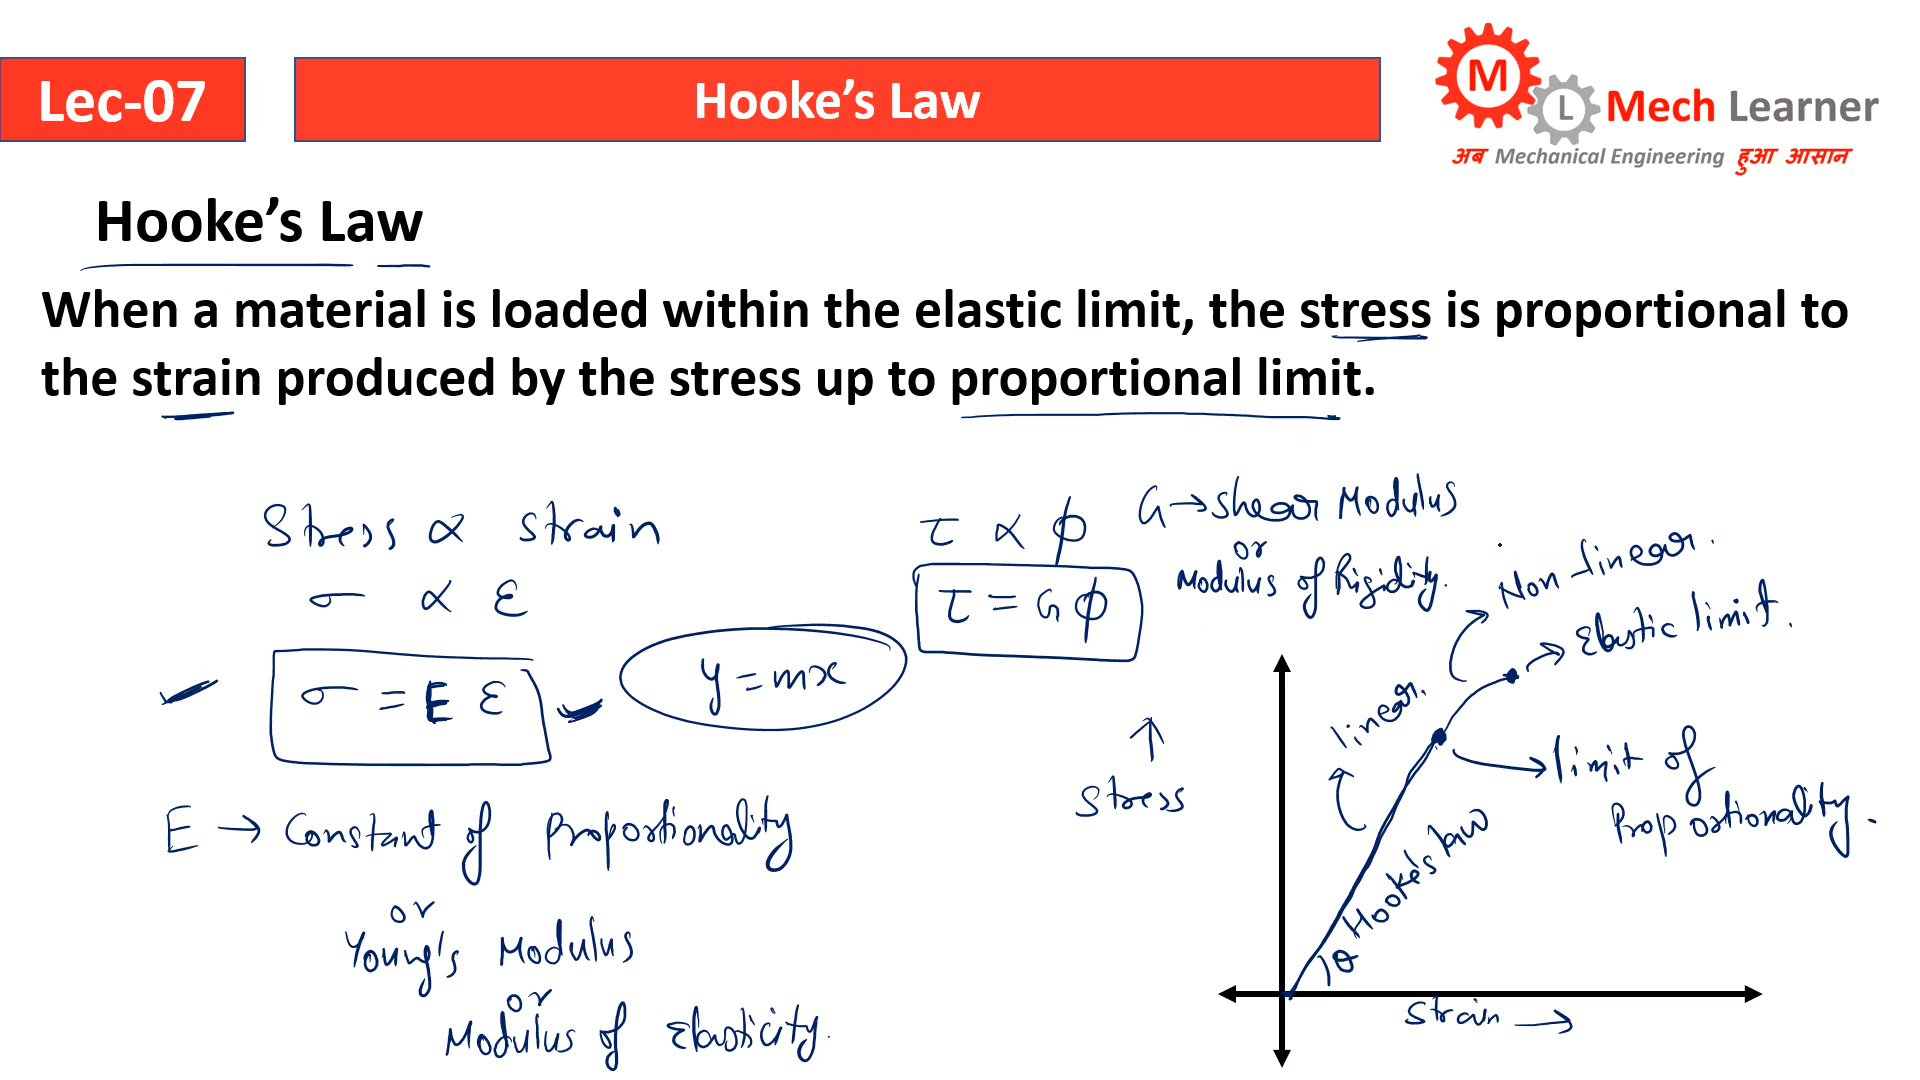 Lec-07
Hooke’s Law
M
L
Mech Learner
अब Mechanical Engineering हुआ आसान
Hooke’s Law
When a material is loaded within the elastic limit, the stress is proportional to
the strain produced by the stress up to proportional limit.
Stress ∝ strain
σ ∝ ε
σ = E ε
y = mx
E → Constant of Proportionality
or
Young's Modulus
or
Modulus of Elasticity.
τ ∝ φ
τ = G φ
G → Shear Modulus
or
Modulus of Rigidity.
Non linear.
→ Elastic limit.
linear.
→ limit of
Proportionality.
Hooke's law
θ
↑
Stress
Strain →